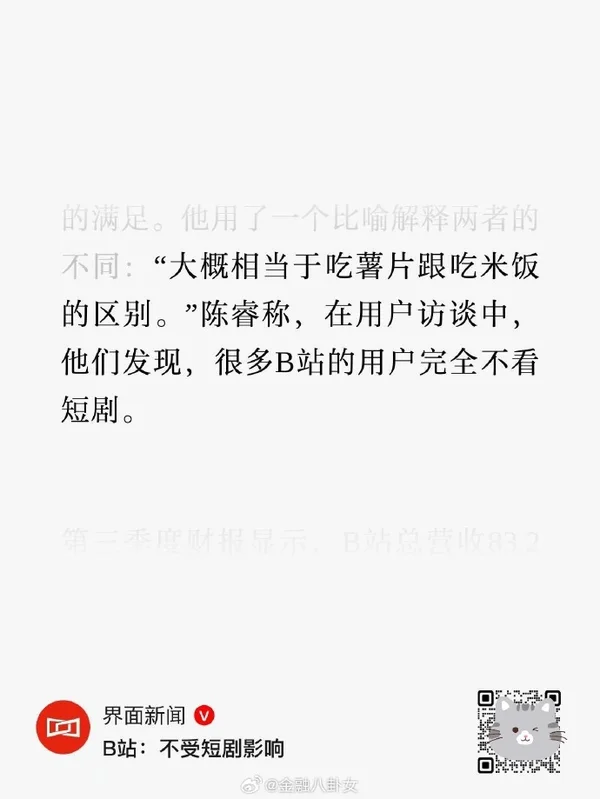 的满足。他用了一个比喻解释两者的
不同：“大概相当于吃薯片跟吃米饭
的区别。”陈睿称，在用户访谈中，
他们发现，很多B站的用户完全不看
短剧。
第三季度财报显示，B站总营收83.2
界面新闻
B站：不受短剧影响
@金融八卦女